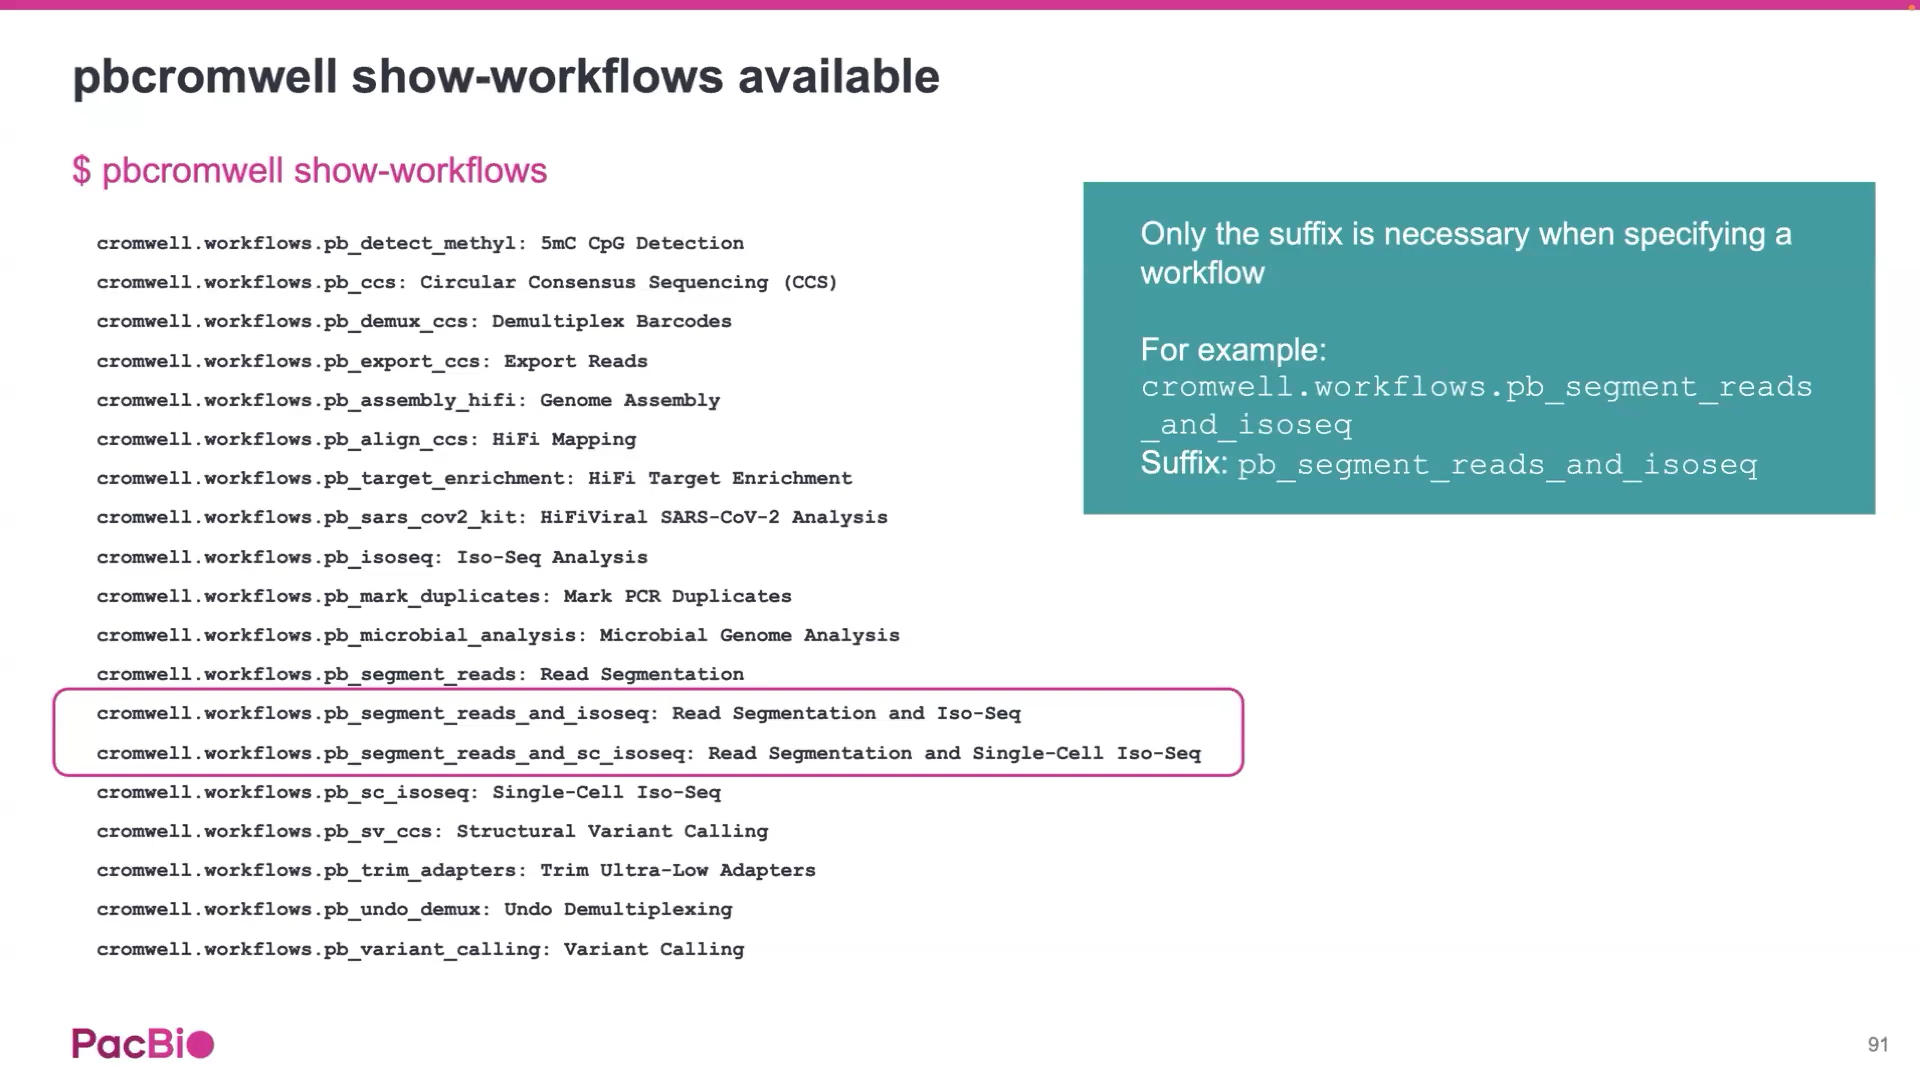 pbcromwell show-workflows available
$ pbcromwell show-workflows
cromwell.workflows.pb_detect_methyl: 5mC CpG Detection
cromwell.workflows.pb_ccs: Circular Consensus Sequencing (CCS)
cromwell.workflows.pb_demux_ccs: Demultiplex Barcodes
cromwell.workflows.pb_export_ccs: Export Reads
cromwell.workflows.pb_assembly_hifi: Genome Assembly
cromwell.workflows.pb_align_ccs: HiFi Mapping
cromwell.workflows.pb_target_enrichment: HiFi Target Enrichment
cromwell.workflows.pb_sars_cov2_kit: HiFiViral SARS-CoV-2 Analysis
cromwell.workflows.pb_isoseq: Iso-Seq Analysis
cromwell.workflows.pb_mark_duplicates: Mark PCR Duplicates
cromwell.workflows.pb_microbial_analysis: Microbial Genome Analysis
cromwell.workflows.pb_segment_reads: Read Segmentation
cromwell.workflows.pb_segment_reads_and_isoseq: Read Segmentation and Iso-Seq
cromwell.workflows.pb_segment_reads_and_sc_isoseq: Read Segmentation and Single-Cell Iso-Seq
cromwell.workflows.pb_sc_isoseq: Single-Cell Iso-Seq
cromwell.workflows.pb_sv_ccs: Structural Variant Calling
cromwell.workflows.pb_trim_adapters: Trim Ultra-Low Adapters
cromwell.workflows.pb_undo_demux: Undo Demultiplexing
cromwell.workflows.pb_variant_calling: Variant Calling
Only the suffix is necessary when specifying a
workflow
For example:
cromwell.workflows.pb_segment_reads
_and_isoseq
Suffix: pb_segment_reads_and_isoseq
PacBio
91